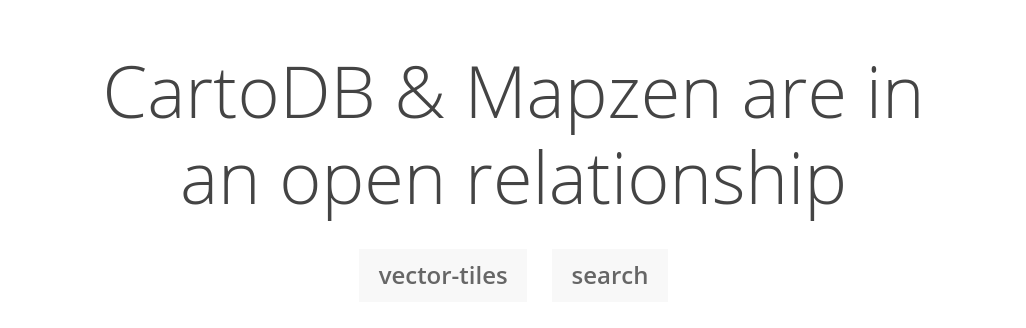 CartoDB & Mapzen are in
an open relationship
vector-tiles search